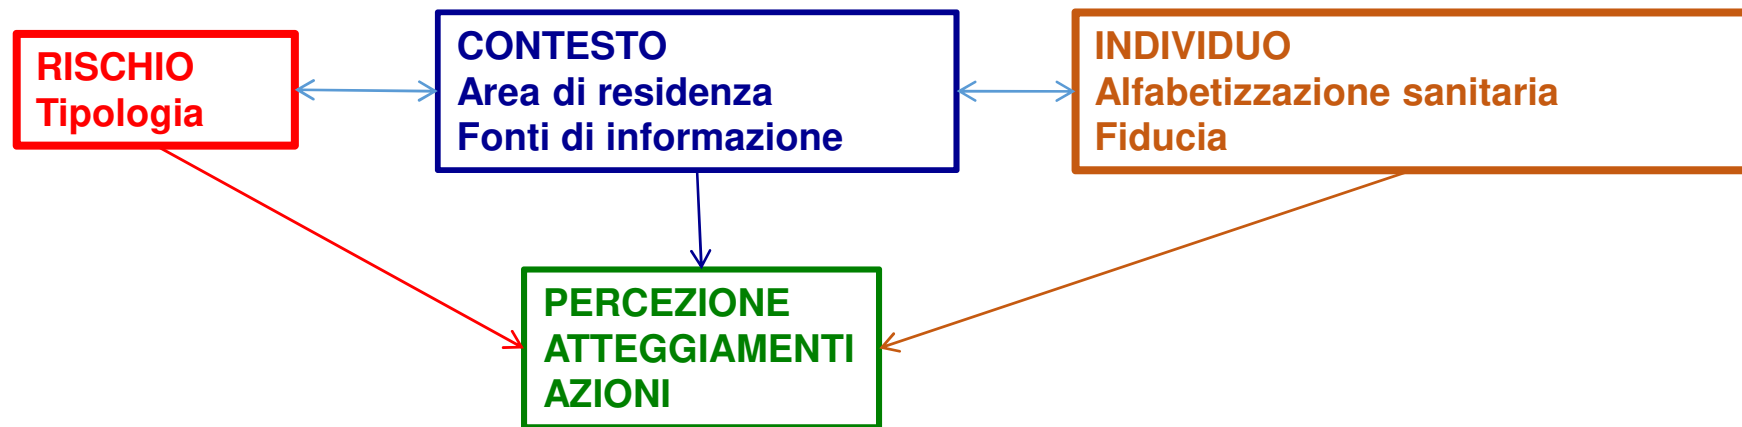 RISCHIO
Tipologia
CONTESTO
Area di residenza
Fonti di informazione
INDIVIDUO
Alfabetizzazione sanitaria
Fiducia
PERCEZIONE
ATTEGGIAMENTI
AZIONI